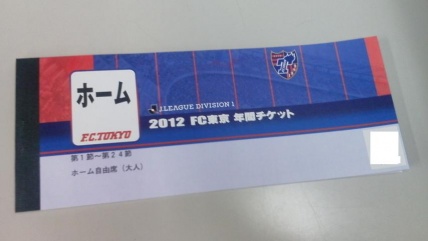 ホーム
F.C.TOKYO
J.LEAGUE DIVISION 1
2012 FC東京 年間チケット
第1節～第24節
ホーム自由席（大人）